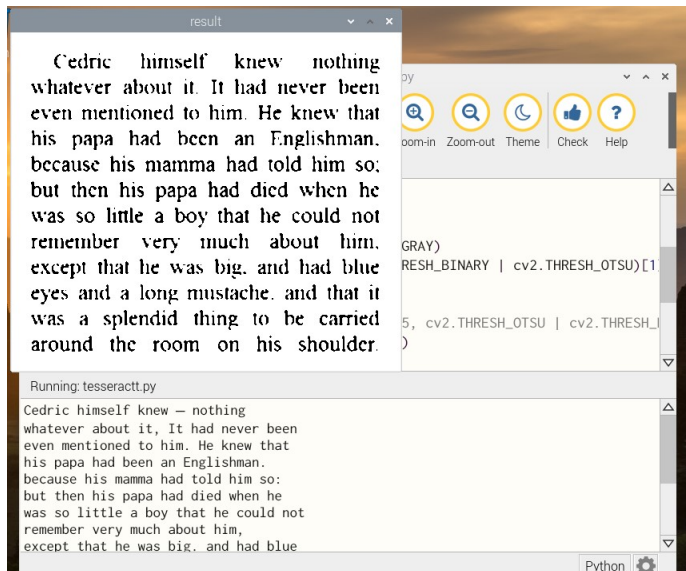 result
Cedric himself knew nothing
whatever about it. It had never been
even mentioned to him. He knew that
his papa had been an Englishman,
because his mamma had told him so;
but then his papa had died when he
was so little a boy that he could not
remember very much about him,
except that he was big, and had blue
eyes and a long mustache, and that it
was a splendid thing to be carried
around the room on his shoulder.
py
oom-in Zoom-out Theme Check Help
GRAY)
RESH_BINARY | cv2.THRESH_OTSU)[1]
5, cv2.THRESH_OTSU | cv2.THRESH_
)
Running: tesseractt.py
Cedric himself knew — nothing
whatever about it, It had never been
even mentioned to him. He knew that
his papa had been an Englishman.
because his mamma had told him so:
but then his papa had died when he
was so little a boy that he could not
remember very much about him,
except that he was big. and had blue
Python